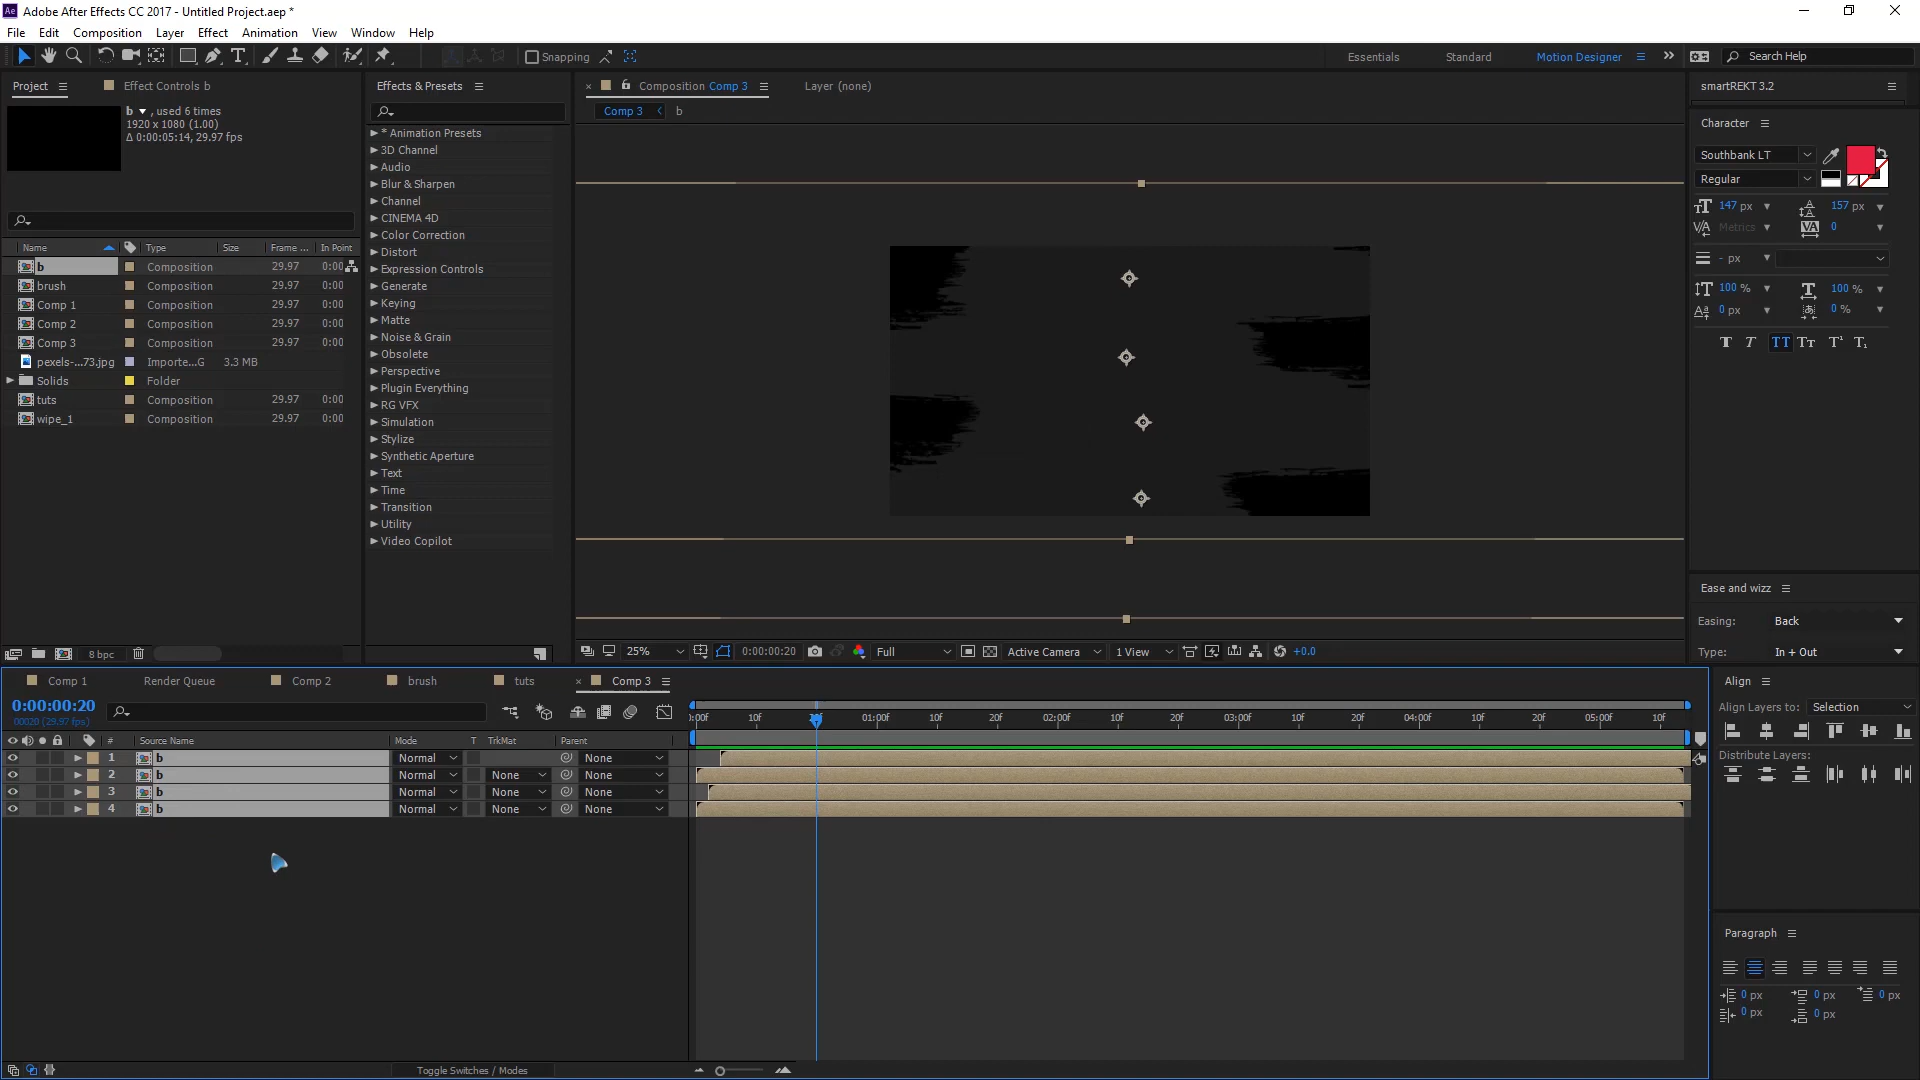 Adobe After Effects CC 2017 - Untitled Project.aep *
File Edit Composition Layer Effect Animation View Window Help
Snapping
Essentials Standard Motion Designer Search Help
Project Effect Controls b
b , used 6 times
1920 x 1080 (1.00)
Δ 0:00:05:14, 29.97 fps
Name Type Size Frame ... In Point
b Composition 29.97 0:00
brush Composition 29.97 0:00
Comp 1 Composition 29.97 0:00
Comp 2 Composition 29.97 0:00
Comp 3 Composition 29.97 0:00
pexels-...73.jpg Importe...G 3.3 MB
Solids Folder
tuts Composition 29.97 0:00
wipe_1 Composition 29.97 0:00
8 bpc
Effects & Presets
* Animation Presets
3D Channel
Audio
Blur & Sharpen
Channel
CINEMA 4D
Color Correction
Distort
Expression Controls
Generate
Keying
Matte
Noise & Grain
Obsolete
Perspective
Plugin Everything
RG VFX
Simulation
Stylize
Synthetic Aperture
Text
Time
Transition
Utility
Video Copilot
Composition Comp 3 Layer (none)
Comp 3 b
25% 0:00:00:20 Full Active Camera 1 View +0.0
smartREKT 3.2
Character
Southbank LT
Regular
147 px 157 px
Metrics 0
- px
100 % 100 %
0 px 0 %
Ease and wizz
Easing: Back
Type: In + Out
Comp 1 Render Queue Comp 2 brush tuts Comp 3
0:00:00:20
00020 (29.97 fps)
# Source Name Mode T TrkMat Parent
1 b Normal None
2 b Normal None None
3 b Normal None None
4 b Normal None None
):00f 10f 20f 01:00f 10f 20f 02:00f 10f 20f 03:00f 10f 20f 04:00f 10f 20f 05:00f 10f
Toggle Switches / Modes
Align
Align Layers to: Selection
Distribute Layers:
Paragraph
0 px 0 px 0 px
0 px 0 px